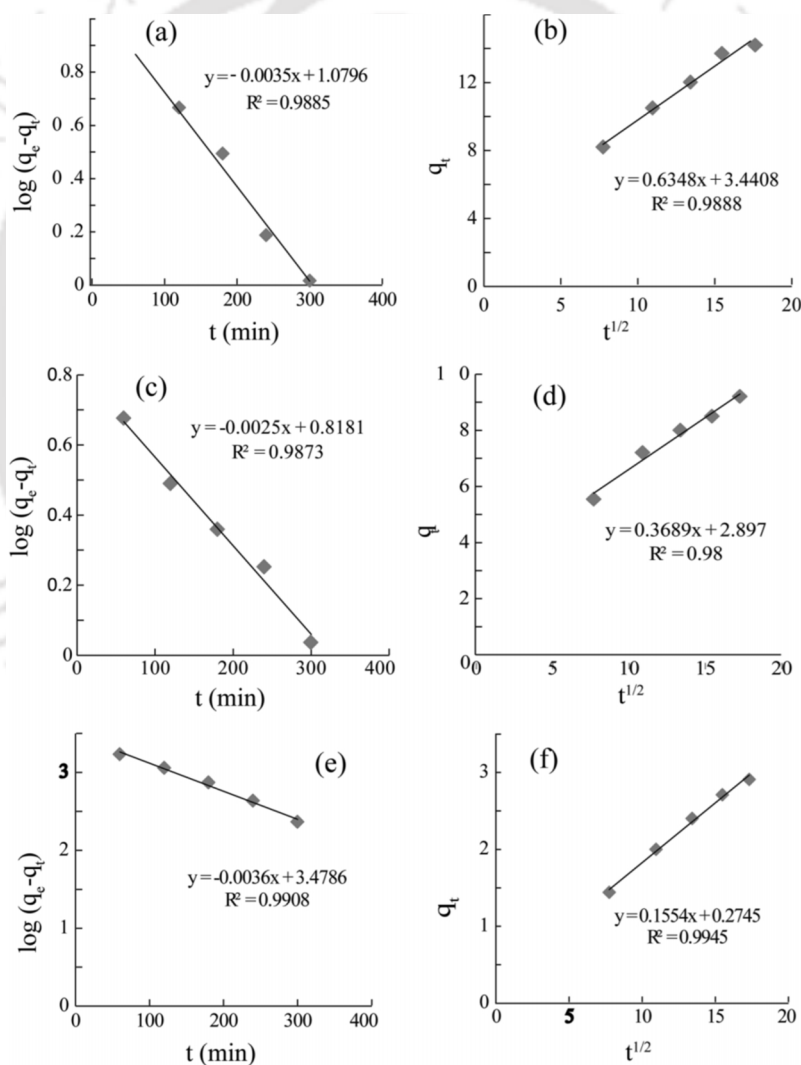 (a)
y=- 0.0035x+1.0796
R²=0.9885
log (qe-qt)
0.8
0 .6
0 .4
0 .2
0
0 100 200 300 400
t (min)
(b)
12
8
4
0
qt
y=0.6348x+3.4408
R²=0.9888
0 5 10 15 20
t1/2
(c)
0.8
0.6
0.4
0.2
0
log (qe-qt)
y=-0.0025x+0.8181
R²=0.9873
0 100 200 300 400
t (min)
(d)
1 0
8
6
4
2
0
qt
y=0.3689x+2.897
R²=0.98
0 5 10 15 20
t1/2
(e)
3
2
1
0
log (qe-qt)
y=-0.0036x+3.4786
R²=0.9908
0 100 200 300 400
t (min)
(f)
3
2
1
0
qt
y=0.1554x+0.2745
R²=0.9945
0 5 10 15 20
t1/2